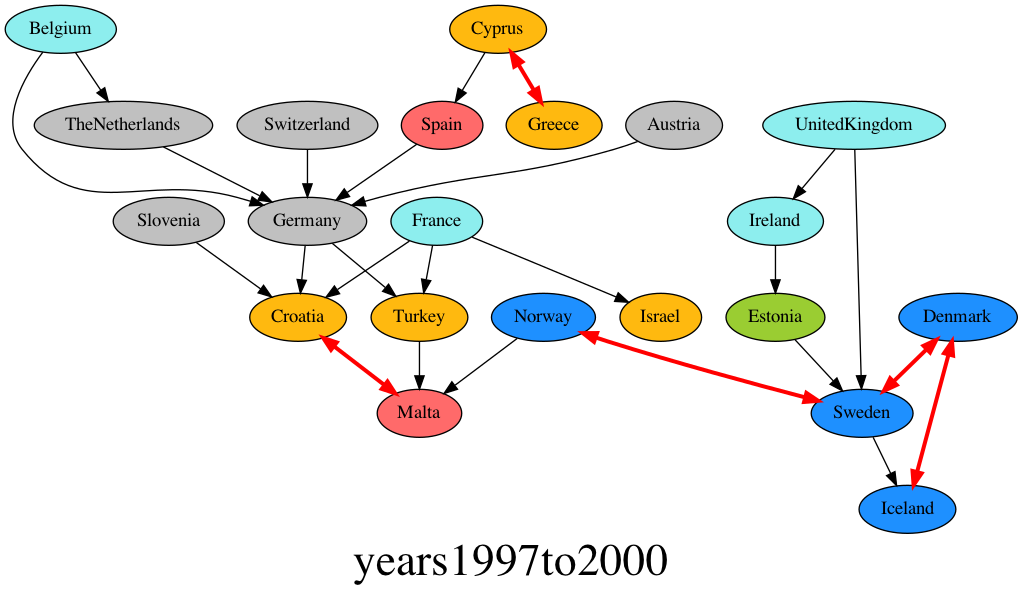 Belgium
Cyprus
TheNetherlands
Switzerland
Spain
Greece
Austria
UnitedKingdom
Slovenia
Germany
France
Ireland
Croatia
Turkey
Norway
Israel
Estonia
Denmark
Malta
Sweden
Iceland
years1997to2000